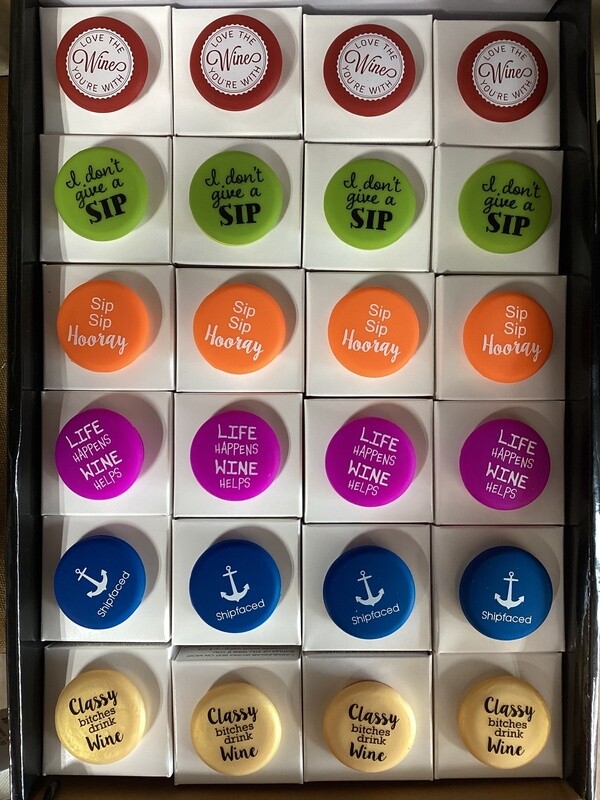 LOVE THE
Wine
YOU'RE WITH
LOVE THE
Wine
YOU'RE WITH
LOVE THE
Wine
YOU'RE WITH
LOVE THE
Wine
YOU'RE WITH
I don't
give a
SIP
I don't
give a
SIP
I don't
give a
SIP
I don't
give a
SIP
Sip
Sip
Hooray
Sip
Sip
Hooray
Sip
Sip
Hooray
Sip
Sip
Hooray
LIFE
HAPPENS
WINE
HELPS
LIFE
HAPPENS
WINE
HELPS
LIFE
HAPPENS
WINE
HELPS
LIFE
HAPPENS
WINE
HELPS
Shipfaced
Shipfaced
Shipfaced
Shipfaced
Classy
bitches
drink
Wine
Classy
bitches
drink
Wine
Classy
bitches
drink
Wine
Classy
bitches
drink
Wine